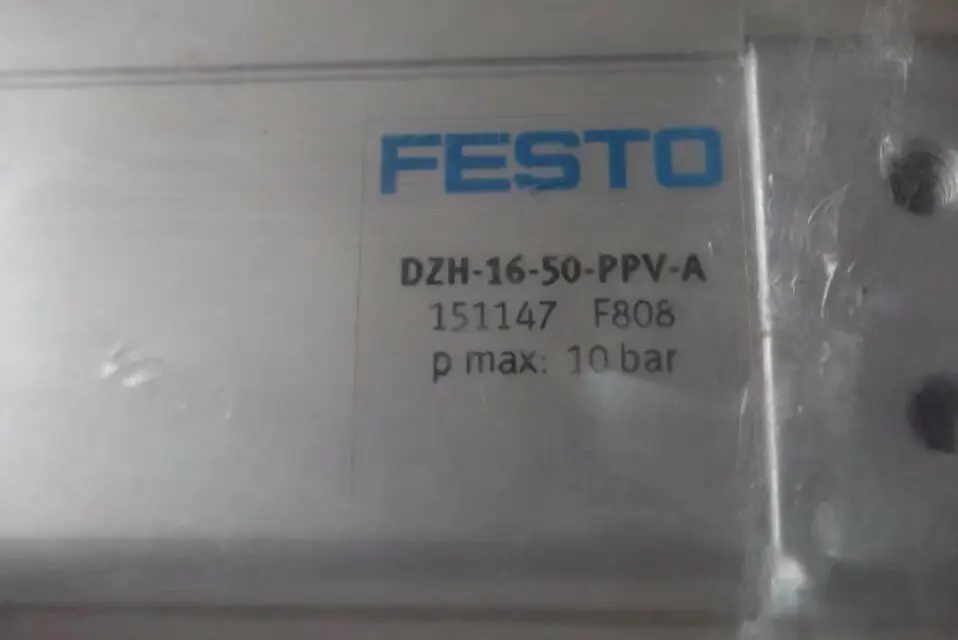 FESTO
DZH-16-50-PPV-A
151147 F808
p max: 10 bar